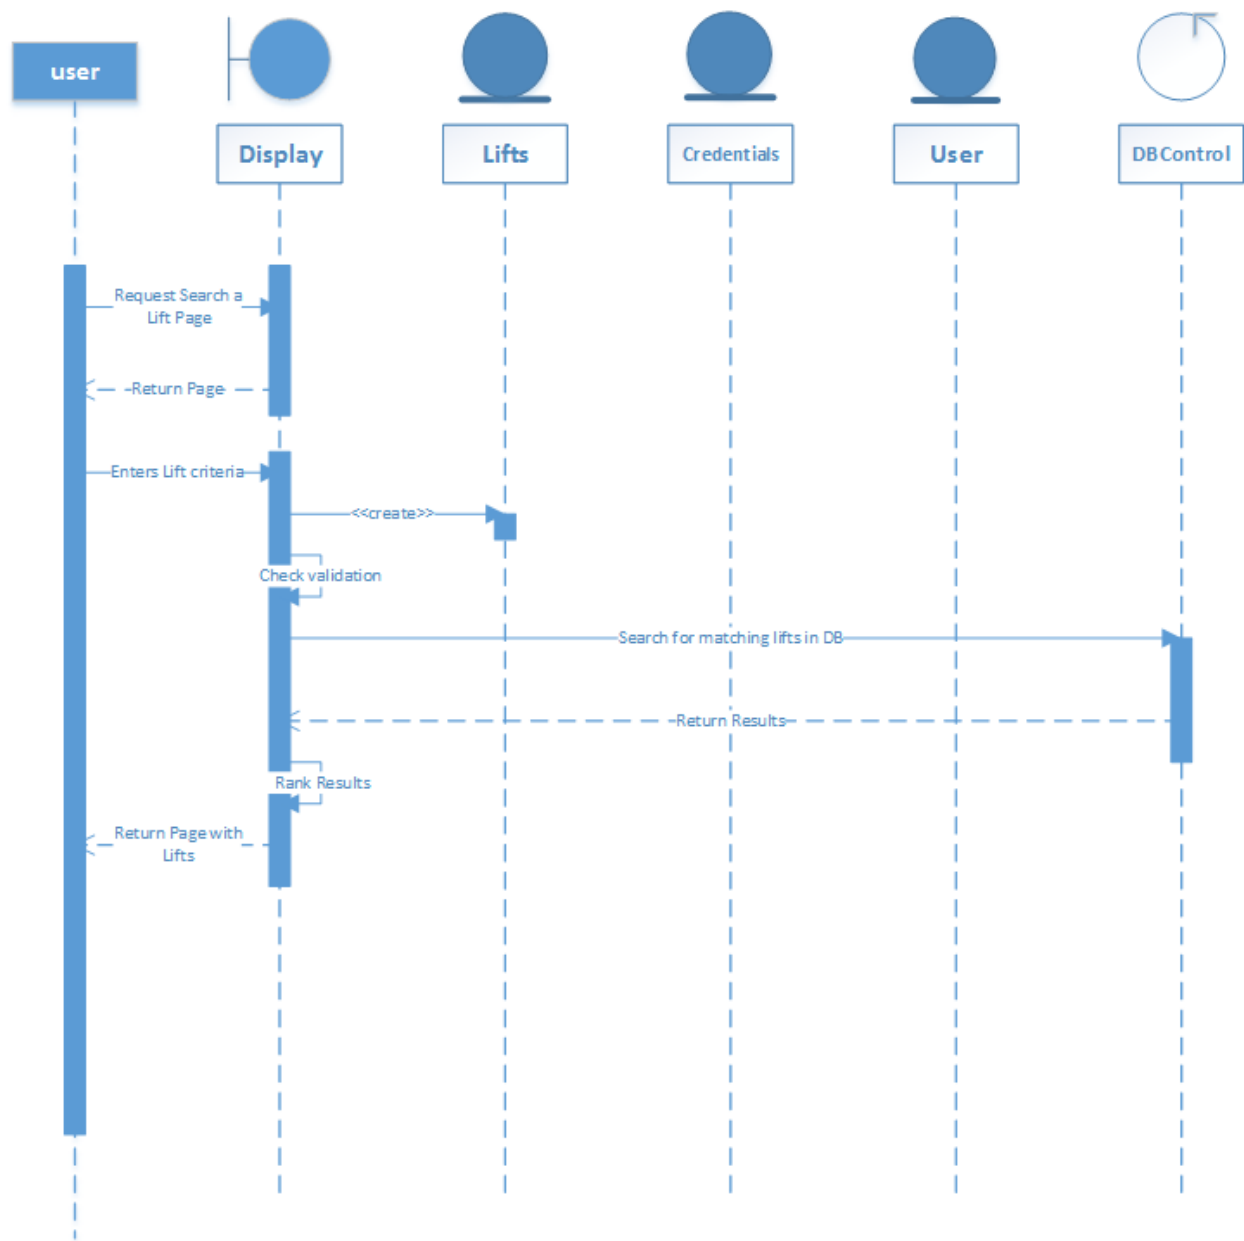 user
Display
Lifts
Credentials
User
DBControl
Request Search a
Lift Page
Return Page
Enters Lift criteria
<<create>>
Check validation
Search for matching lifts in DB
Return Results
Rank Results
Return Page with
Lifts